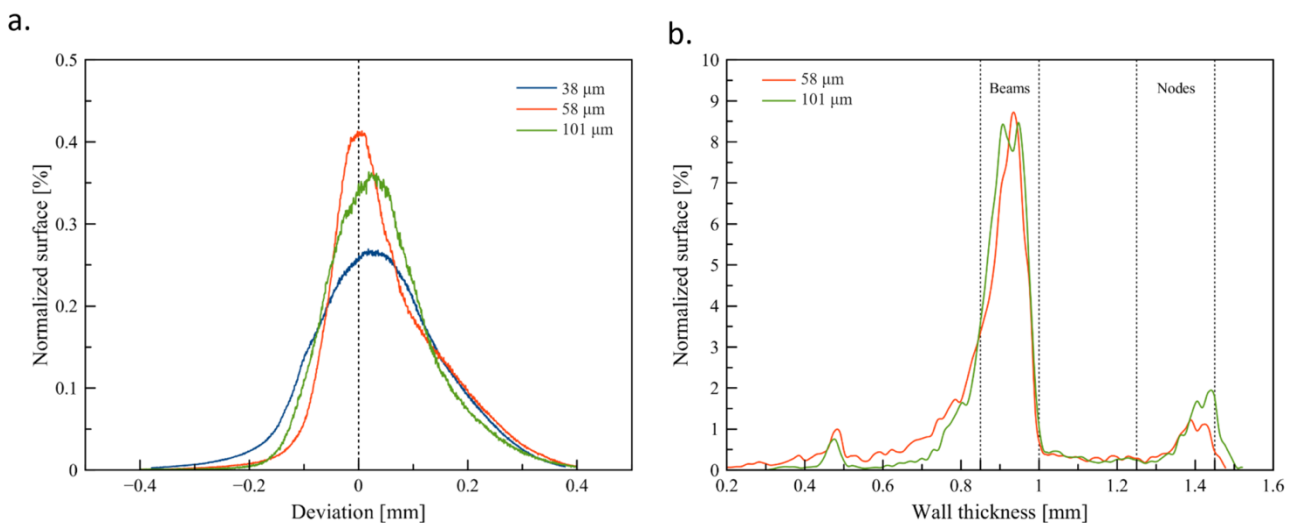 a.
0.5
0.4
0.3
0.2
0.1
0
Normalized surface [%]
38 μm
58 μm
101 μm
−0.4
−0.2
0
0.2
0.4
Deviation [mm]
b.
10
9
8
7
6
5
4
3
2
1
0
Normalized surface [%]
58 μm
101 μm
Beams
Nodes
0.2
0.4
0.6
0.8
1
1.2
1.4
1.6
Wall thickness [mm]